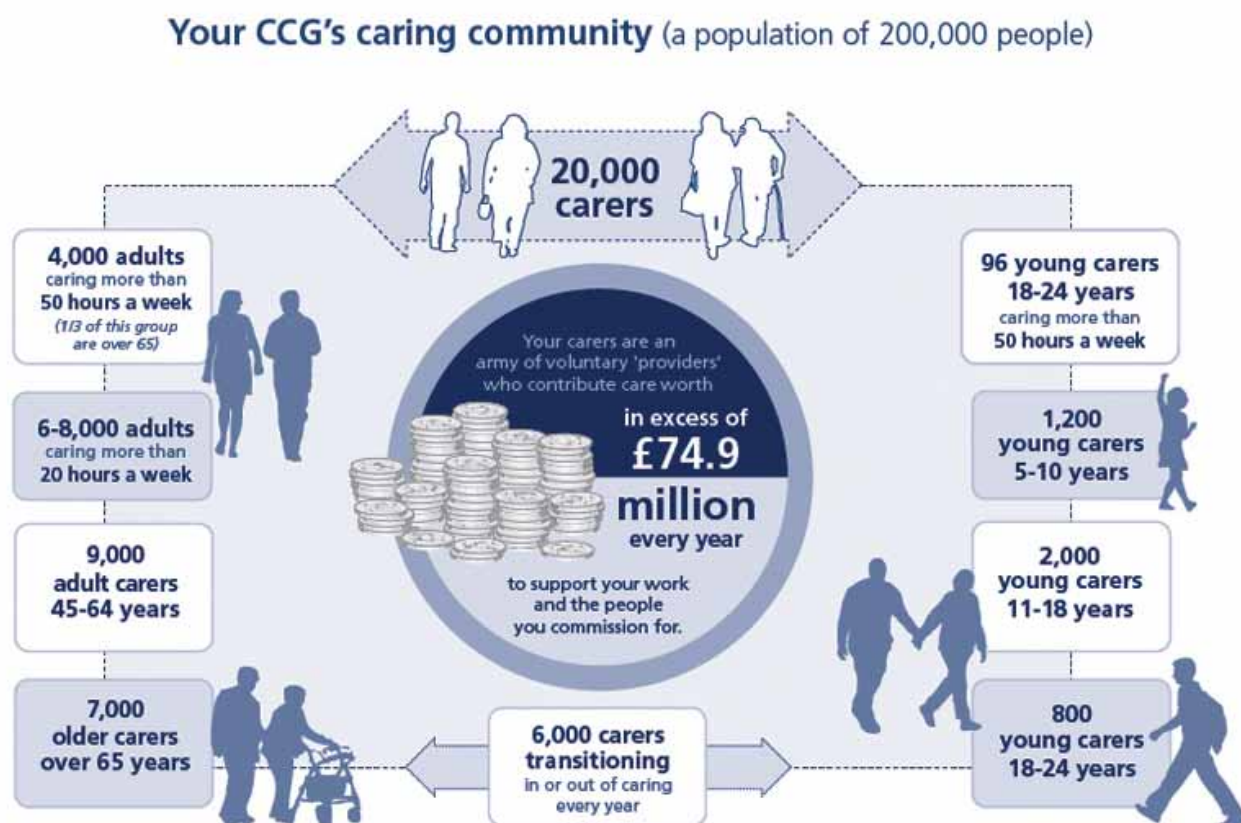 Your CCG's caring community (a population of 200,000 people)
20,000
carers
4,000 adults
caring more than
50 hours a week
(1/3 of this group
are over 65)
6-8,000 adults
caring more than
20 hours a week
9,000
adult carers
45-64 years
7,000
older carers
over 65 years
Your carers are an
army of voluntary 'providers'
who contribute care worth
in excess of
£74.9
million
every year
to support your work
and the people
you commission for.
6,000 carers
transitioning
in or out of caring
every year
96 young carers
18-24 years
caring more than
50 hours a week
1,200
young carers
5-10 years
2,000
young carers
11-18 years
800
young carers
18-24 years